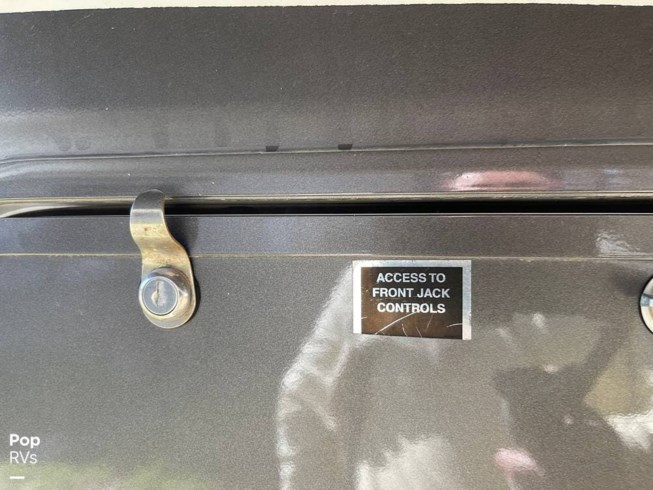 ACCESS TO
FRONT JACK
CONTROLS
Pop
RVs